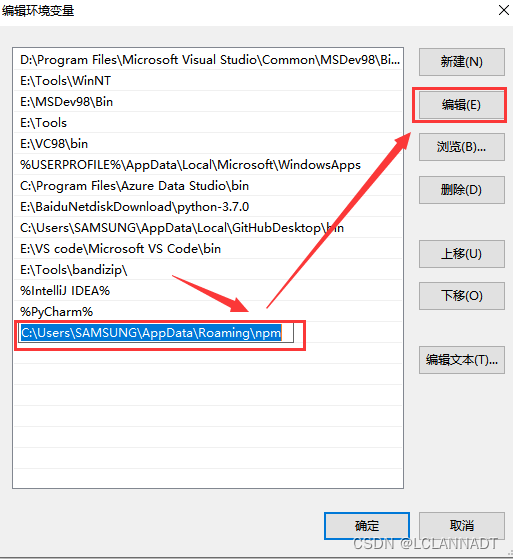 编辑环境变量
D:\Program Files\Microsoft Visual Studio\Common\MSDev98\Bi...
新建(N)
E:\Tools\WinNT
E:\MSDev98\Bin
编辑(E)
E:\Tools
E:\VC98\bin
浏览(B)...
%USERPROFILE%\AppData\Local\Microsoft\WindowsApps
C:\Program Files\Azure Data Studio\bin
删除(D)
E:\BaiduNetdiskDownload\python-3.7.0
C:\Users\SAMSUNG\AppData\Local\GitHubDesktop\bin
E:\VS code\Microsoft VS Code\bin
上移(U)
E:\Tools\bandizip\
%IntelliJ IDEA%
下移(O)
%PyCharm%
C:\Users\SAMSUNG\AppData\Roaming\npm
编辑文本(T)...
确定
取消
CSDN @LCLANNADT